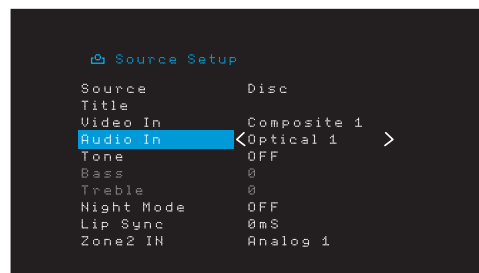 Source Setup
Source Disc
Title
Video In Composite 1
Audio In <Optical 1 >
Tone OFF
Bass 0
Treble 0
Night Mode OFF
Lip Sync 0mS
Zone2 IN Analog 1